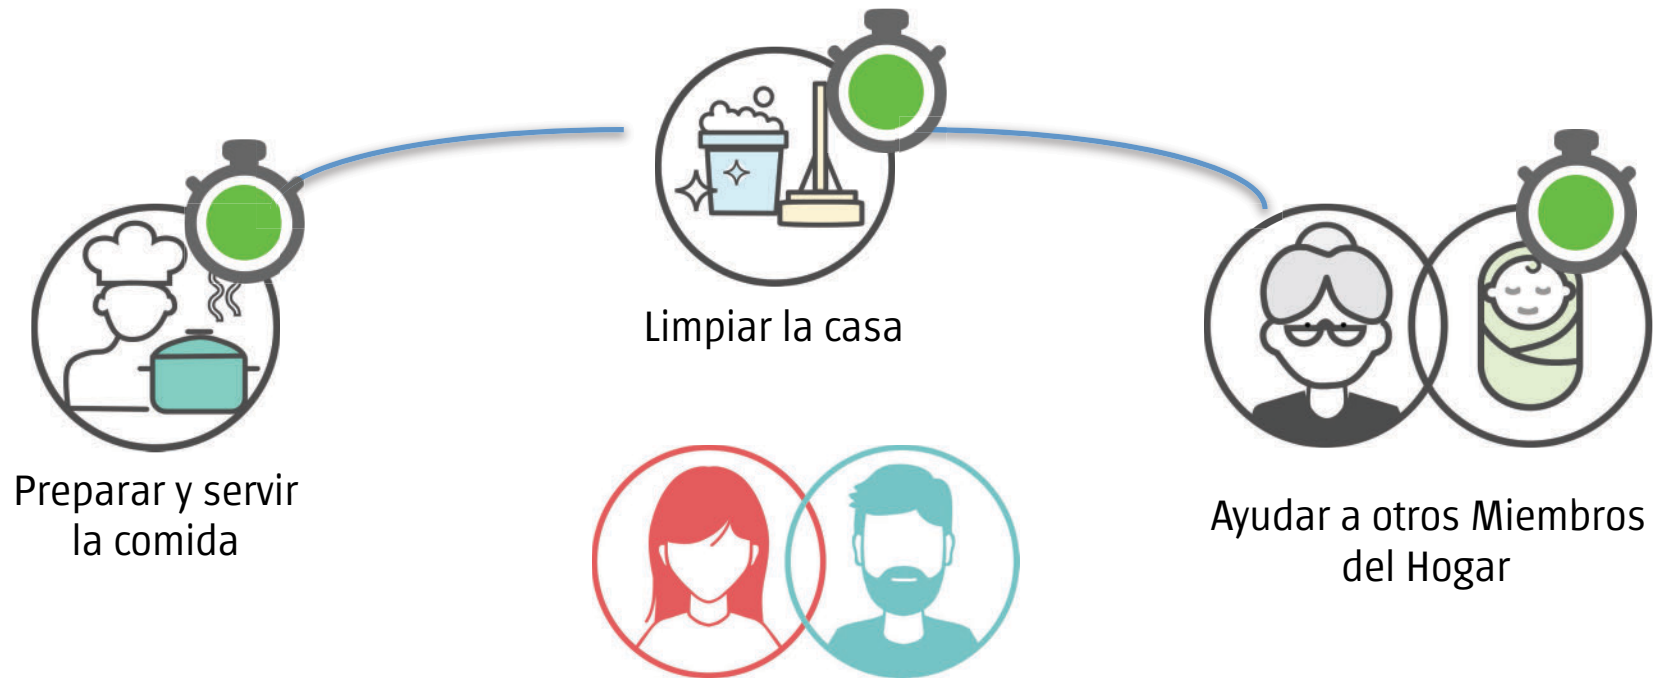 Limpiar la casa
Preparar y servir
la comida
Ayudar a otros Miembros
del Hogar